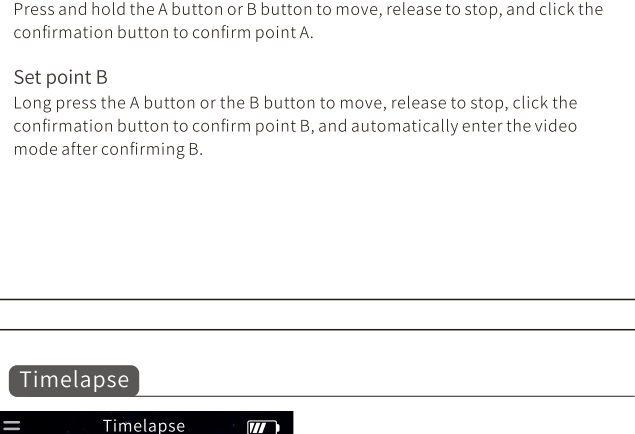 Press and hold the A button or B button to move, release to stop, and click the
confirmation button to confirm point A.
Set point B
Long press the A button or the B button to move, release to stop, click the
confirmation button to confirm point B, and automatically enter the video
mode after confirming B.
Timelapse
Timelapse